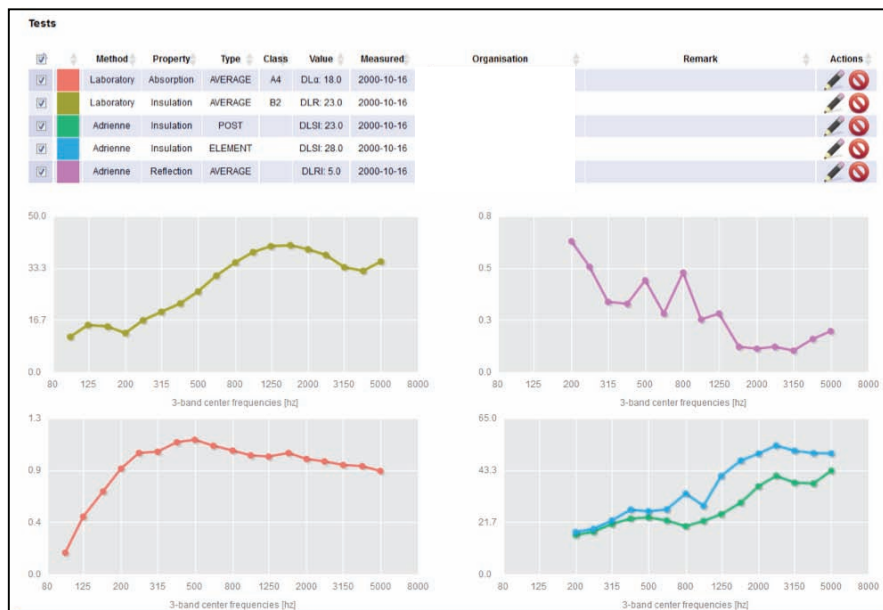 Tests
Method Property Type Class Value Measured Organisation Remark Actions
Laboratory Absorption AVERAGE A4 DLα: 18.0 2000-10-16
Laboratory Insulation AVERAGE B2 DLR: 23.0 2000-10-16
Adrienne Insulation POST DLSI: 23.0 2000-10-16
Adrienne Insulation ELEMENT DLSI: 28.0 2000-10-16
Adrienne Reflection AVERAGE DLRI: 5.0 2000-10-16
50.0
33.3
16.7
0.0
80 125 200 315 500 800 1250 2000 3150 5000 8000
3-band center frequencies [hz]
0.8
0.5
0.3
0.0
80 125 200 315 500 800 1250 2000 3150 5000 8000
3-band center frequencies [hz]
1.3
0.9
0.4
0.0
80 125 200 315 500 800 1250 2000 3150 5000 8000
3-band center frequencies [hz]
65.0
43.3
21.7
0.0
80 125 200 315 500 800 1250 2000 3150 5000 8000
3-band center frequencies [hz]